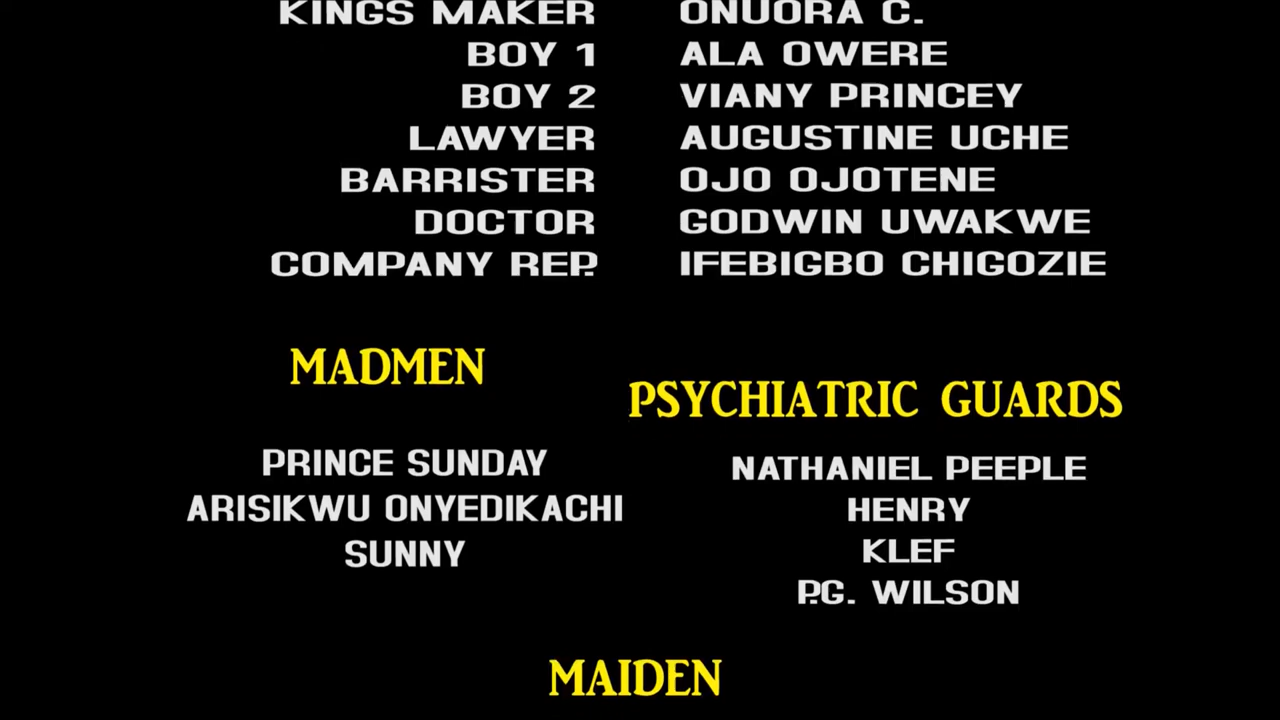 KINGS MAKER ONUORA C.
BOY 1 ALA OWERE
BOY 2 VIANY PRINCEY
LAWYER AUGUSTINE UCHE
BARRISTER OJO OJOTENE
DOCTOR GODWIN UWAKWE
COMPANY REP. IFEBIGBO CHIGOZIE
MADMEN
PRINCE SUNDAY
ARISIKWU ONYEDIKACHI
SUNNY
PSYCHIATRIC GUARDS
NATHANIEL PEEPLE
HENRY
KLEF
P.G. WILSON
MAIDEN